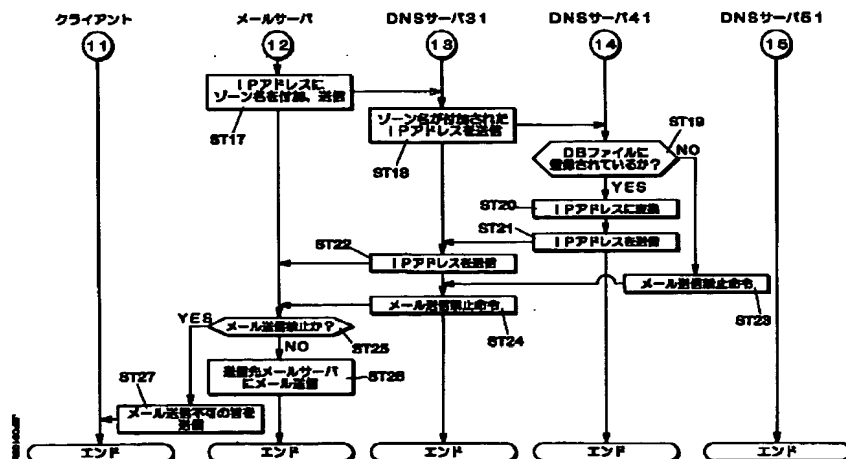 クライアント
メールサーバ
DNSサーバ31
DNSサーバ41
DNSサーバ51
11
12
13
14
15
IPアドレスに
ゾーン名を付加、送信
ST17
ゾーン名が付加された
IPアドレスを送信
ST18
ST19
DBファイルに
登録されているか?
NO
YES
ST20
IPアドレスに変換
ST21
IPアドレスを送信
ST22
IPアドレスを送信
メール送信禁止命令
ST23
メール送信禁止命令
ST24
YES
メール送信禁止か?
ST25
NO
送信先メールサーバ
にメール送信
ST26
ST27
メール送信不可の旨を
送信
エンド
エンド
エンド
エンド
エンド